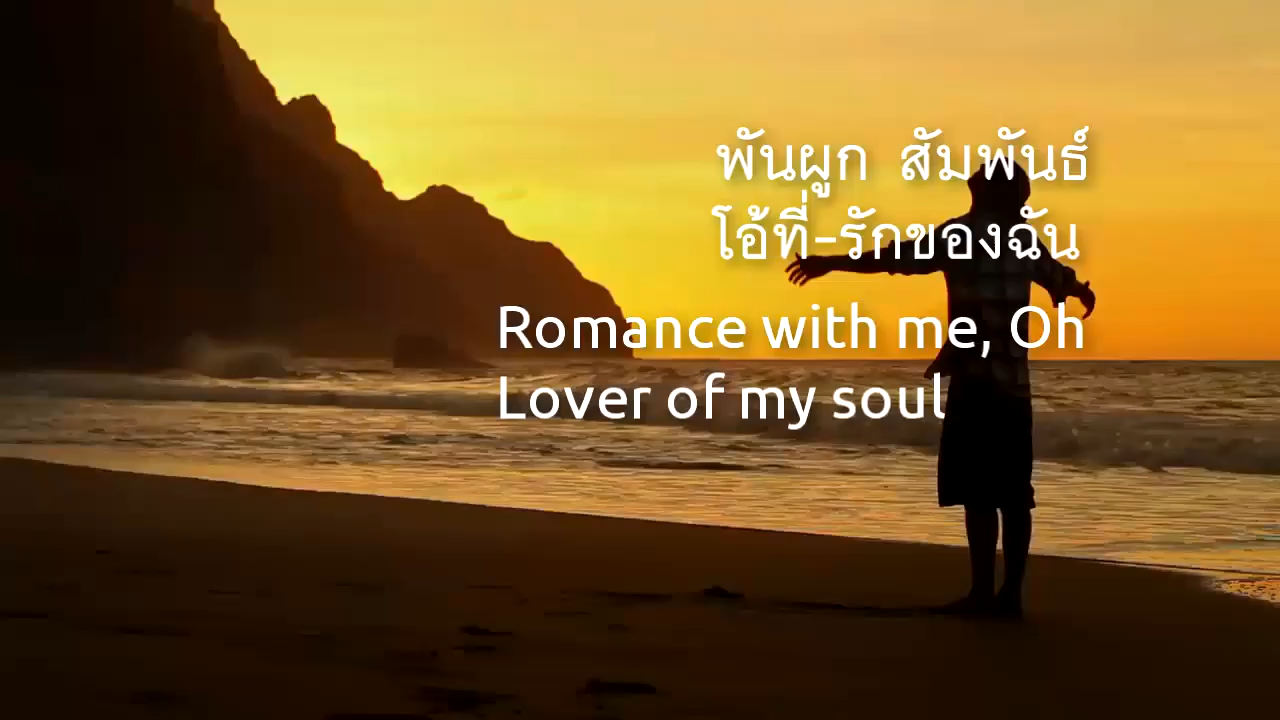 พันผูก สัมพันธ์
โอ้ที่-รักของฉัน
Romance with me, Oh
Lover of my soul